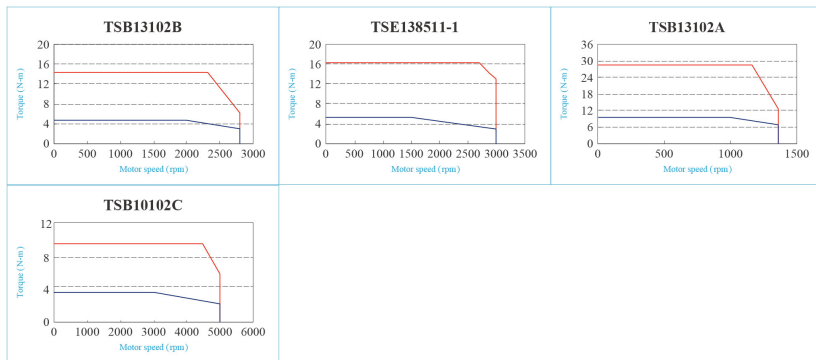 TSB13102B
20
16
12
8
4
0
0 500 1000 1500 2000 2500 3000
Torque (N-m)
Motor speed (rpm)
TSE138511-1
20
16
12
8
4
0
0 500 1000 1500 2000 2500 3000 3500
Torque (N-m)
Motor speed (rpm)
TSB13102A
36
30
24
18
12
6
0
0 500 1000 1500
Torque (N-m)
Motor speed (rpm)
TSB10102C
12
8
4
0
0 1000 2000 3000 4000 5000 6000
Torque (N-m)
Motor speed (rpm)